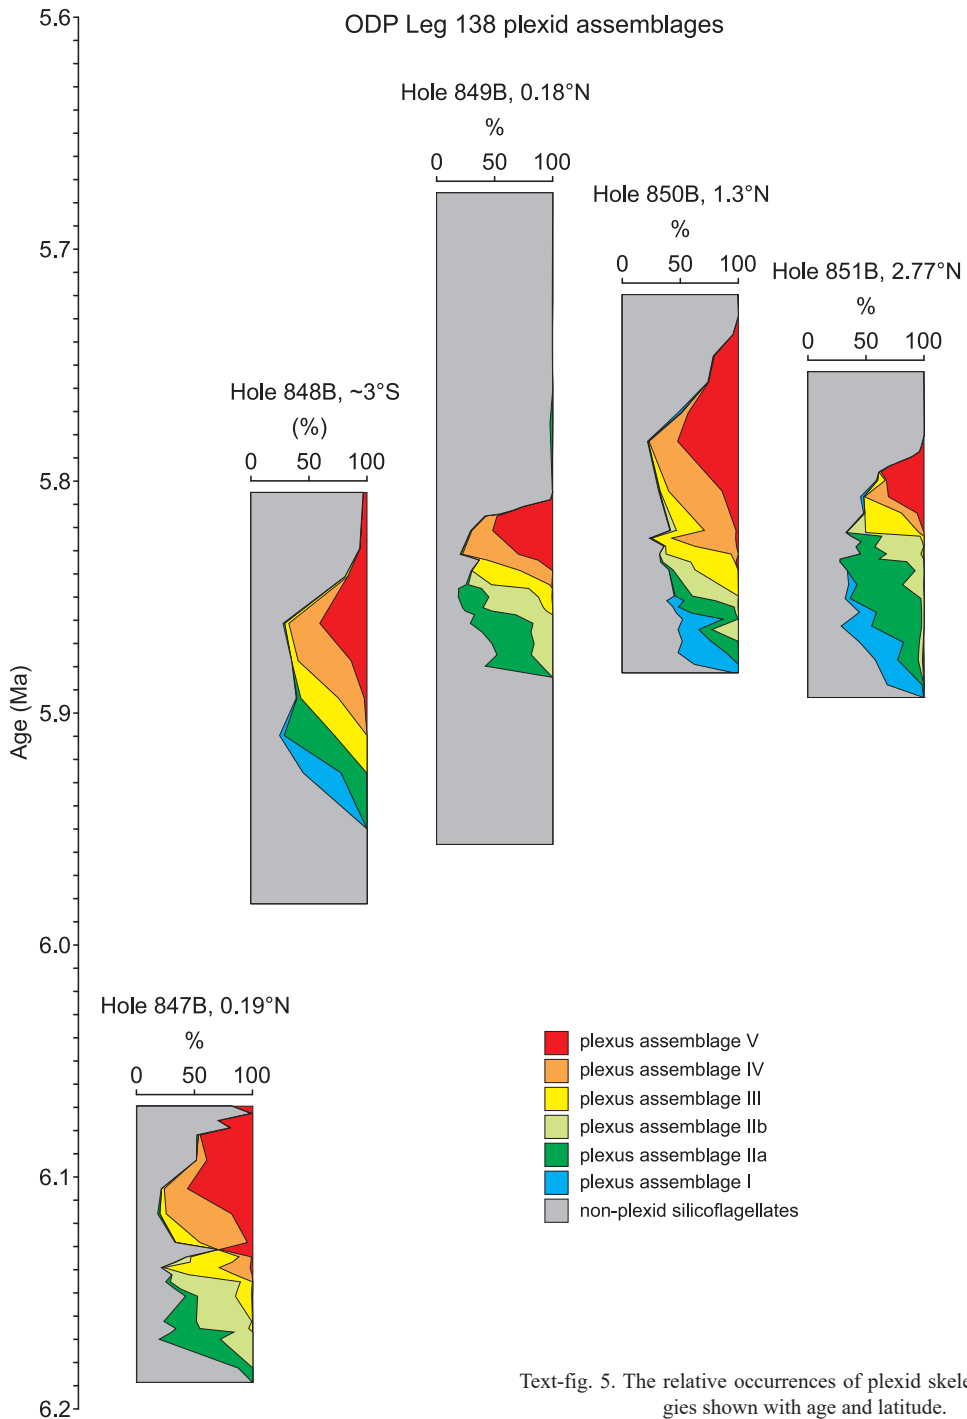 ODP Leg 138 plexid assemblages
5.6
5.7
5.8
5.9
6.0
6.1
6.2
Age (Ma)
Hole 849B, 0.18°N
%
0 50 100
Hole 850B, 1.3°N
%
0 50 100
Hole 851B, 2.77°N
%
0 50 100
Hole 848B, ~3°S
(%)
0 50 100
Hole 847B, 0.19°N
%
0 50 100
plexus assemblage V
plexus assemblage IV
plexus assemblage III
plexus assemblage IIb
plexus assemblage IIa
plexus assemblage I
non-plexid silicoflagellates
Text-fig. 5. The relative occurrences of plexid skele
gies shown with age and latitude.